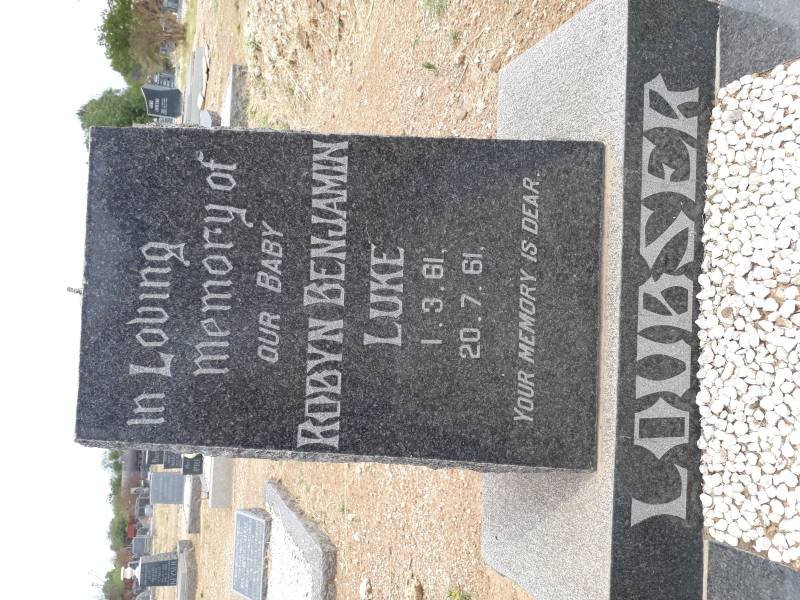 In Loving
Memory of
OUR BABY
ROBYN BENJAMIN
LUKE
1.3.61.
20.7.61.
YOUR MEMORY IS DEAR.
LOUBSER